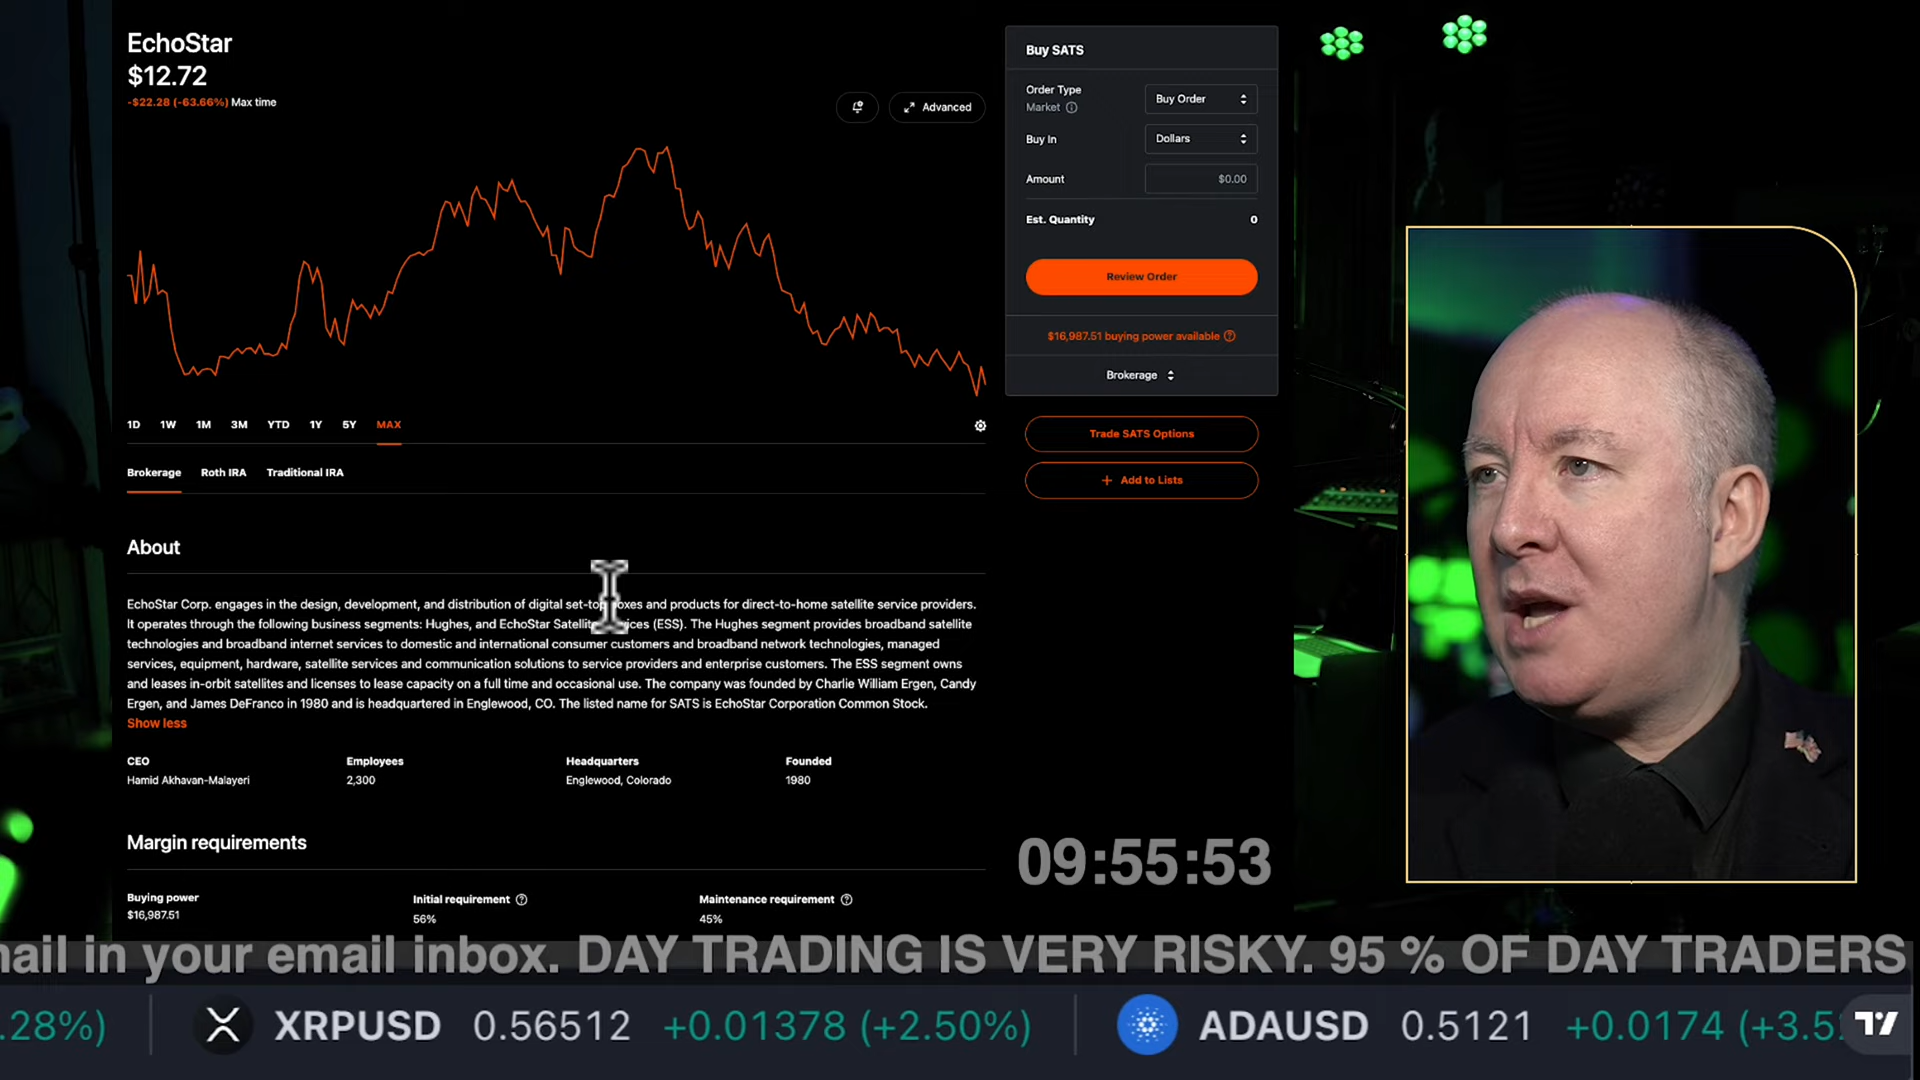 EchoStar
$12.72
-$22.28 (-63.66%) Max time
Advanced
1D 1W 1M 3M YTD 1Y 5Y MAX
Brokerage Roth IRA Traditional IRA
About
EchoStar Corp. engages in the design, development, and distribution of digital set-to oxes and products for direct-to-home satellite service providers.
It operates through the following business segments: Hughes, and EchoStar Satellit ices (ESS). The Hughes segment provides broadband satellite
technologies and broadband internet services to domestic and international consumer customers and broadband network technologies, managed
services, equipment, hardware, satellite services and communication solutions to service providers and enterprise customers. The ESS segment owns
and leases in-orbit satellites and licenses to lease capacity on a full time and occasional use. The company was founded by Charlie William Ergen, Candy
Ergen, and James DeFranco in 1980 and is headquartered in Englewood, CO. The listed name for SATS is EchoStar Corporation Common Stock.
Show less
CEO Employees Headquarters Founded
Hamid Akhavan-Malayeri 2,300 Englewood, Colorado 1980
Margin requirements
Buying power Initial requirement Maintenance requirement
$16,987.51 56% 45%
Buy SATS
Order Type
Market
Buy Order
Buy In Dollars
Amount $0.00
Est. Quantity 0
Review Order
$16,987.51 buying power available
Brokerage
Trade SATS Options
+ Add to Lists
09:55:53
nail in your email inbox. DAY TRADING IS VERY RISKY. 95 % OF DAY TRADERS
.28%) XRPUSD 0.56512 +0.01378 (+2.50%) ADAUSD 0.5121 +0.0174 (+3.5